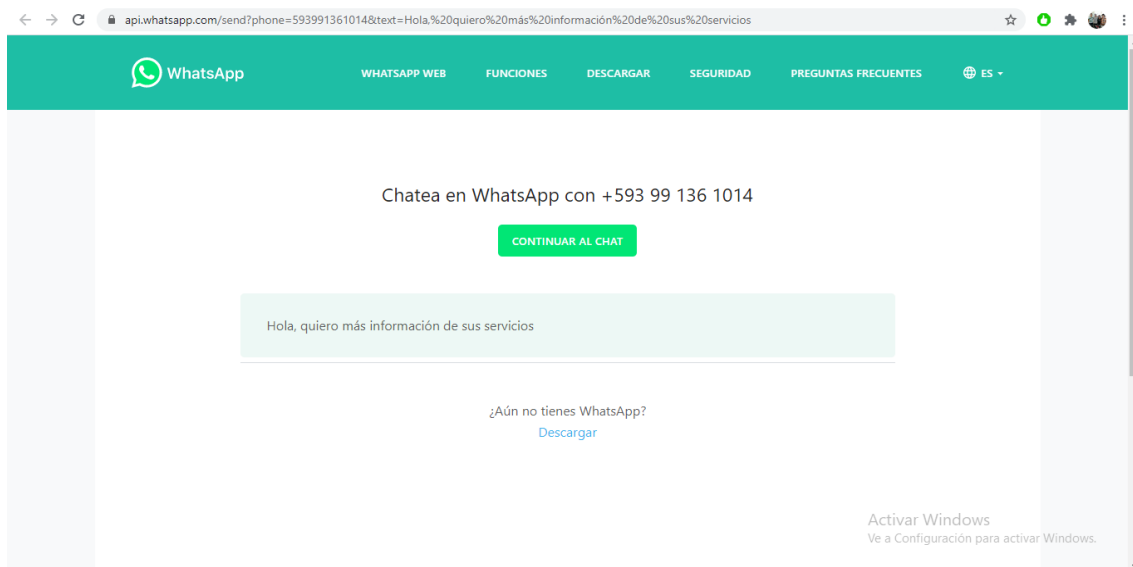 api.whatsapp.com/send?phone=593991361014&text=Hola,%20quiero%20más%20información%20de%20sus%20servicios
WhatsApp WHATSAPP WEB FUNCIONES DESCARGAR SEGURIDAD PREGUNTAS FRECUENTES ES
Chatea en WhatsApp con +593 99 136 1014
CONTINUAR AL CHAT
Hola, quiero más información de sus servicios
¿Aún no tienes WhatsApp?
Descargar
Activar Windows
Ve a Configuración para activar Windows.